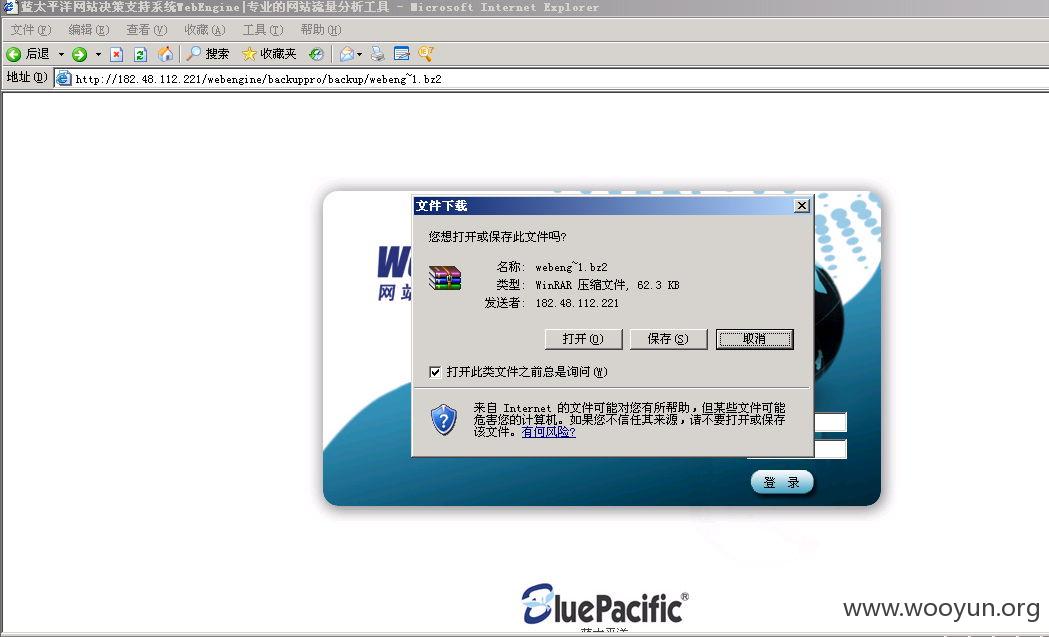 蓝太平洋网站决策支持系统WebEngine|专业的网站流量分析工具 - Microsoft Internet Explorer
文件(F) 编辑(E) 查看(V) 收藏(A) 工具(T) 帮助(H)
后退 搜索 收藏夹
地址(D) http://182.48.112.221/webengine/backuppro/backup/webeng~1.bz2
文件下载
您想打开或保存此文件吗?
名称: webeng~1.bz2
类型: WinRAR 压缩文件, 62.3 KB
发送者: 182.48.112.221
打开(O) 保存(S) 取消
打开此类文件之前总是询问(W)
来自 Internet 的文件可能对您有所帮助，但某些文件可能
危害您的计算机。如果您不信任其来源，请不要打开或保存
该文件。有何风险?
W
网站
登 录
BluePacific®
蓝太平洋
www.wooyun.org